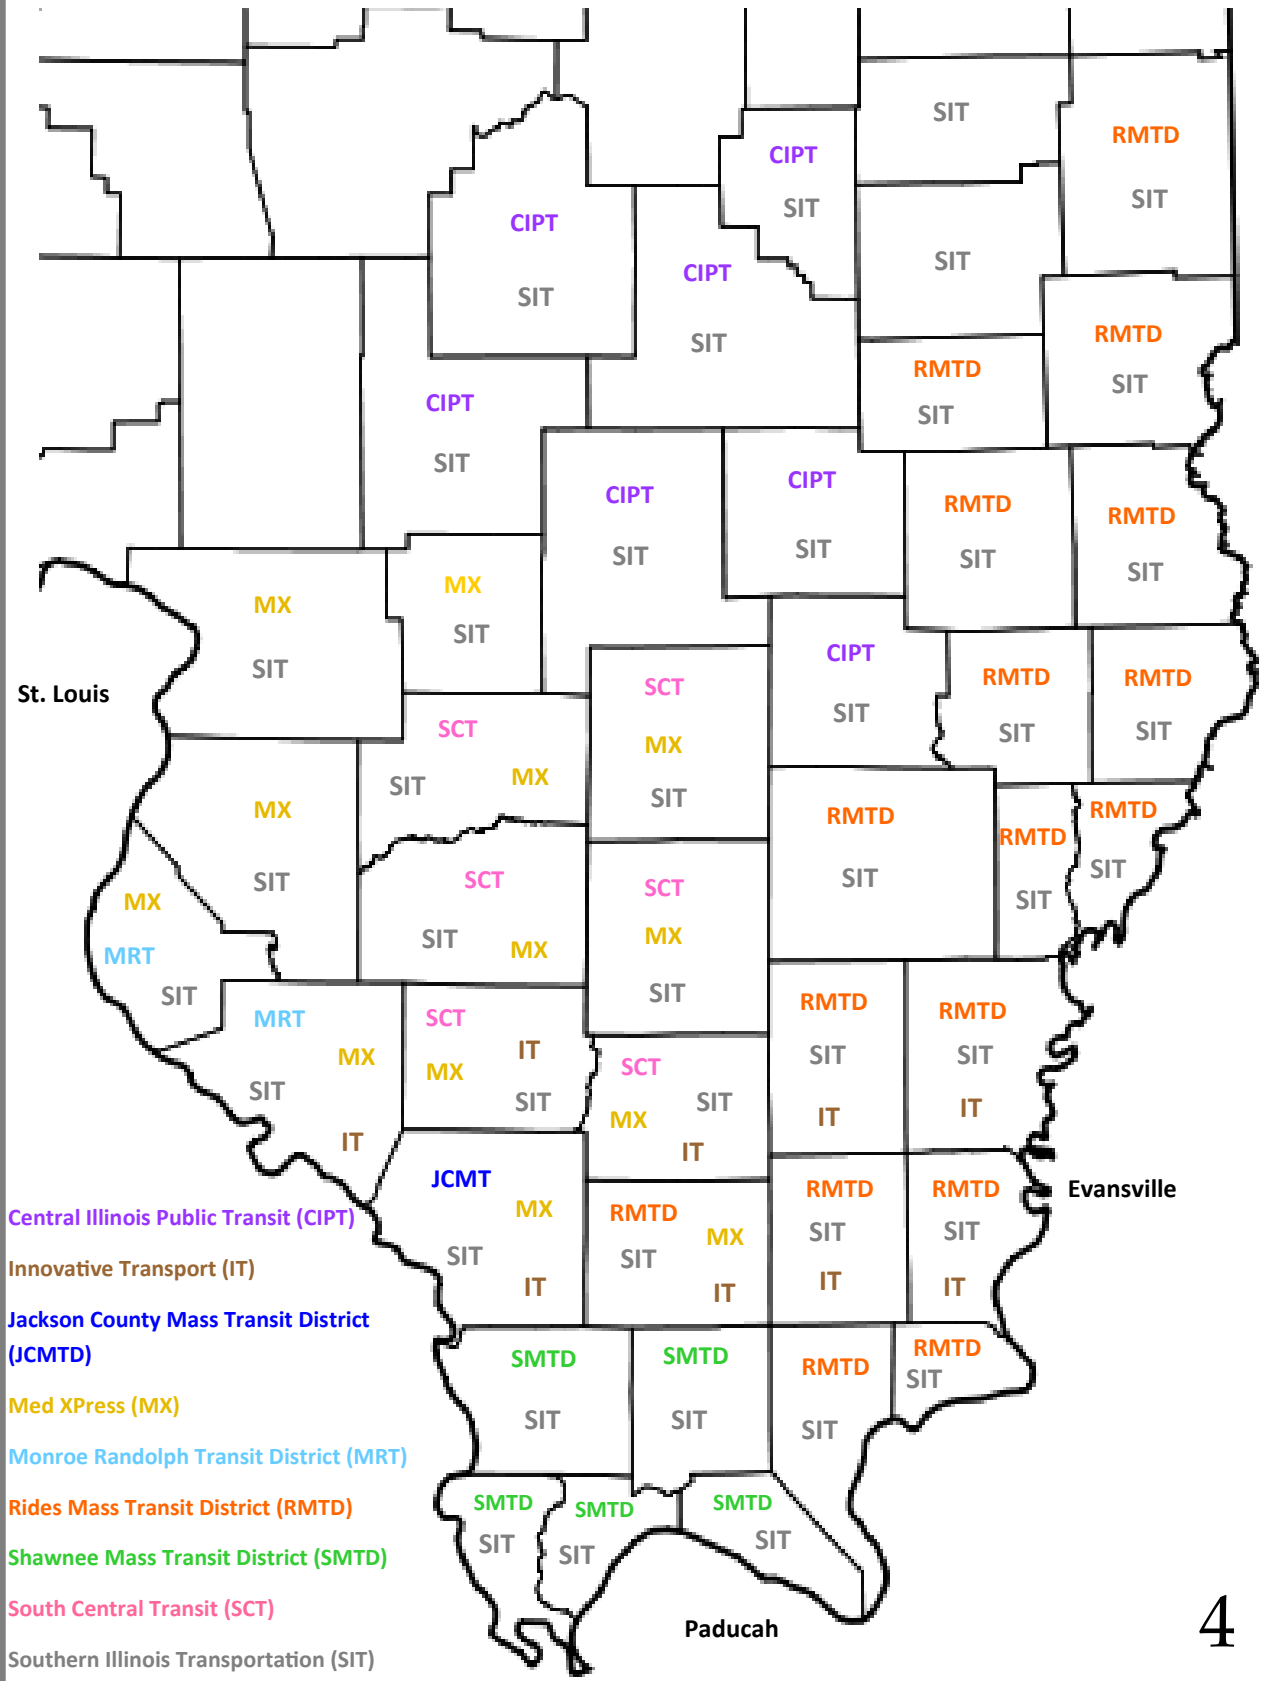 SIT
RMTD
CIPT
SIT
SIT
CIPT
SIT
CIPT
SIT
SIT
RMTD
SIT
RMTD
SIT
CIPT
SIT
CIPT
SIT
CIPT
SIT
RMTD
SIT
RMTD
SIT
MX
SIT
MX
SIT
CIPT
SIT
RMTD
SIT
RMTD
SIT
St. Louis
SCT
MX
SIT
SCT
SIT
MX
MX
SIT
RMTD
SIT
RMTD
SIT
RMTD
SIT
SCT
SIT
MX
SCT
MX
SIT
MX
MRT
SIT
MRT
MX
SIT
IT
SCT
IT
MX
SIT
SCT
SIT
MX
IT
RMTD
SIT
IT
RMTD
SIT
IT
JCMT
MX
SIT
IT
RMTD
MX
SIT
IT
RMTD
SIT
IT
RMTD
SIT
IT
Evansville
SMTD
SIT
SMTD
SIT
RMTD
SIT
RMTD
SIT
SMTD
SIT
SMTD
SIT
SMTD
SIT
Paducah
Central Illinois Public Transit (CIPT)
Innovative Transport (IT)
Jackson County Mass Transit District
(JCMTD)
Med XPress (MX)
Monroe Randolph Transit District (MRT)
Rides Mass Transit District (RMTD)
Shawnee Mass Transit District (SMTD)
South Central Transit (SCT)
Southern Illinois Transportation (SIT)
4